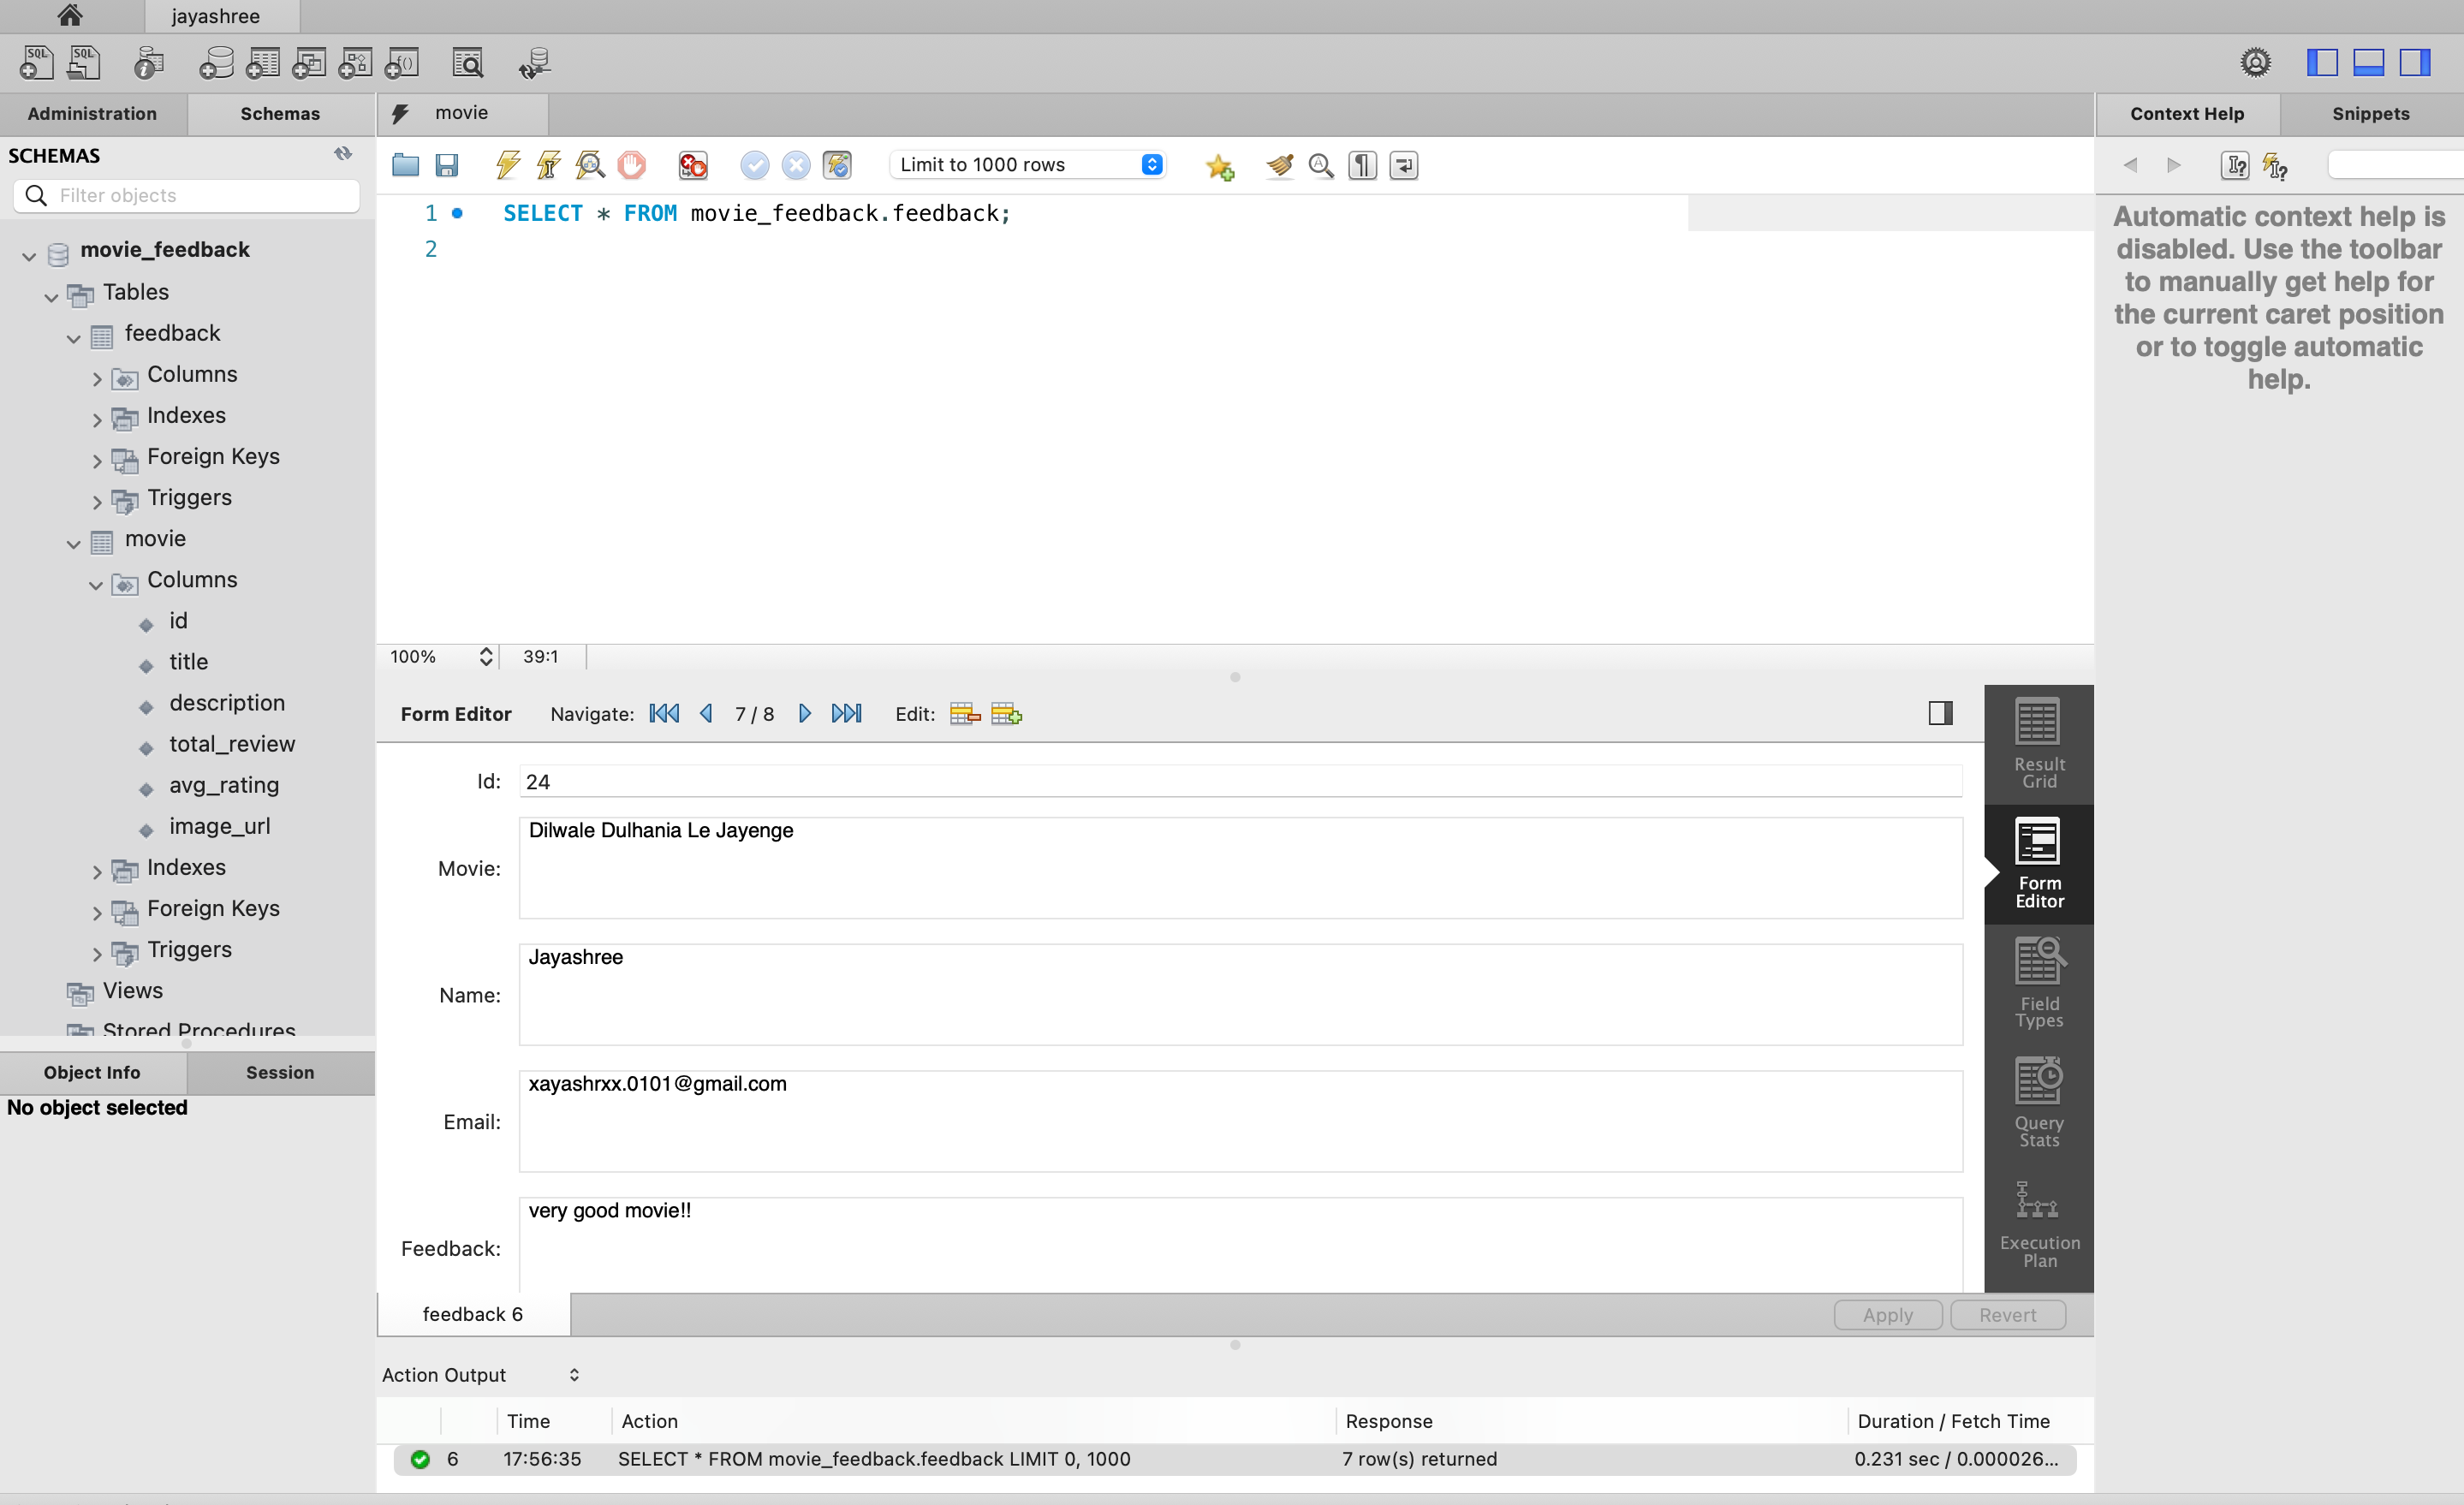 jayashree
Administration
Schemas
movie
Context Help
Snippets
SCHEMAS
Filter objects
Limit to 1000 rows
1 SELECT * FROM movie_feedback.feedback;
2
Automatic context help is
disabled. Use the toolbar
to manually get help for
the current caret position
or to toggle automatic
help.
movie_feedback
Tables
feedback
Columns
Indexes
Foreign Keys
Triggers
movie
Columns
id
title
description
total_review
avg_rating
image_url
Indexes
Foreign Keys
Triggers
Views
Stored Procedures
Object Info
Session
No object selected
100%
39:1
Form Editor
Navigate:
7 / 8
Edit:
Id: 24
Movie: Dilwale Dulhania Le Jayenge
Name: Jayashree
Email: xayashrxx.0101@gmail.com
Feedback: very good movie!!
Result
Grid
Form
Editor
Field
Types
Query
Stats
Execution
Plan
feedback 6
Apply
Revert
Action Output
Time Action Response Duration / Fetch Time
6 17:56:35 SELECT * FROM movie_feedback.feedback LIMIT 0, 1000 7 row(s) returned 0.231 sec / 0.000026...